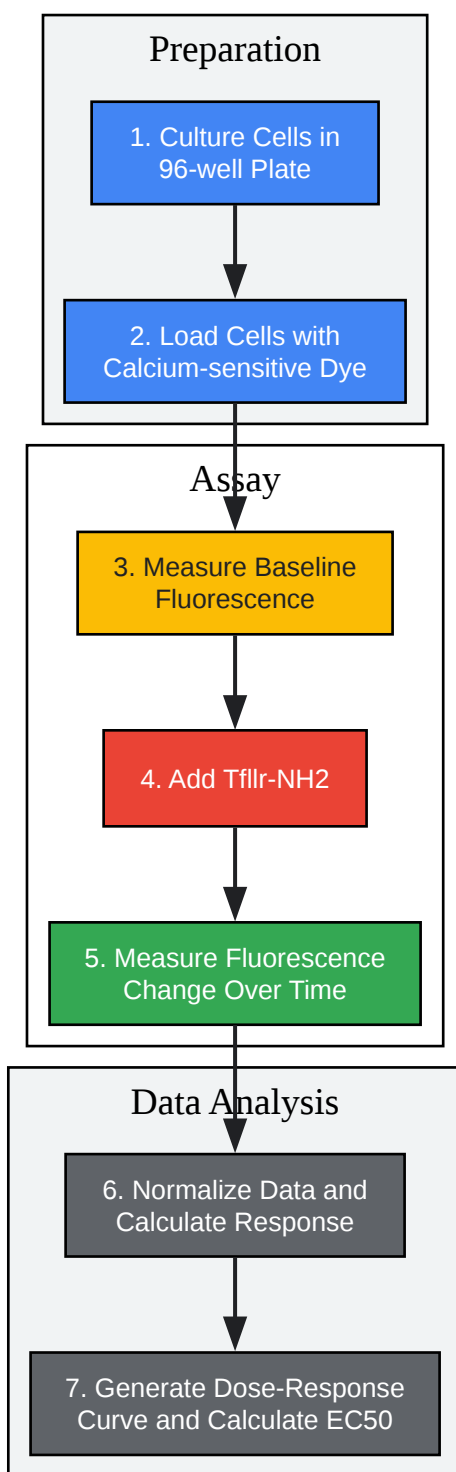 Preparation
1. Culture Cells in
96-well Plate
2. Load Cells with
Calcium-sensitive Dye
Assay
3. Measure Baseline
Fluorescence
4. Add Tfllr-NH2
5. Measure Fluorescence
Change Over Time
Data Analysis
6. Normalize Data and
Calculate Response
7. Generate Dose-Response
Curve and Calculate EC50